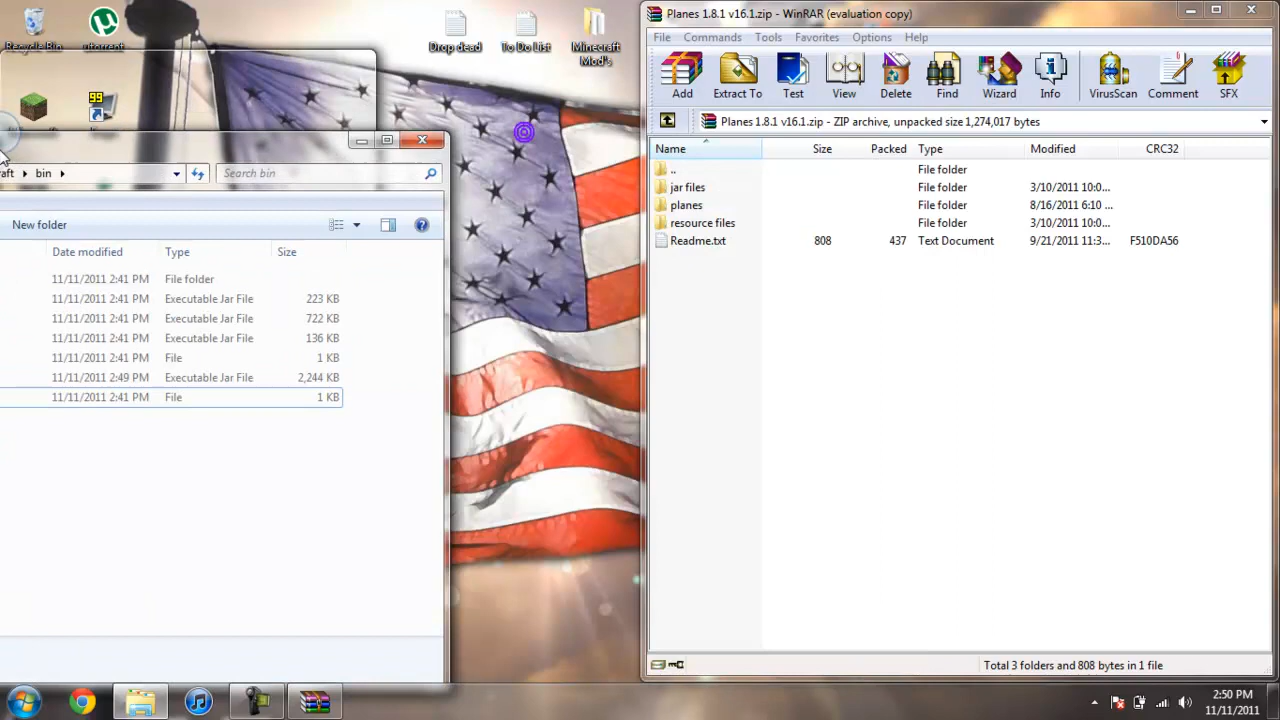 Recycle Bin
utorrent
99
Drop dead
To Do List
Minecraft
Mod's
raft
bin
Search bin
New folder
Date modified
Type
Size
11/11/2011 2:41 PM File folder
11/11/2011 2:41 PM Executable Jar File 223 KB
11/11/2011 2:41 PM Executable Jar File 722 KB
11/11/2011 2:41 PM Executable Jar File 136 KB
11/11/2011 2:41 PM File 1 KB
11/11/2011 2:49 PM Executable Jar File 2,244 KB
11/11/2011 2:41 PM File 1 KB
Planes 1.8.1 v16.1.zip - WinRAR (evaluation copy)
File Commands Tools Favorites Options Help
Add Extract To Test View Delete Find Wizard Info VirusScan Comment SFX
Planes 1.8.1 v16.1.zip - ZIP archive, unpacked size 1,274,017 bytes
Name Size Packed Type Modified CRC32
.. File folder
jar files File folder 3/10/2011 10:0...
planes File folder 8/16/2011 6:10 ...
resource files File folder 3/10/2011 10:0...
Readme.txt 808 437 Text Document 9/21/2011 11:3... F510DA56
Total 3 folders and 808 bytes in 1 file
2:50 PM
11/11/2011